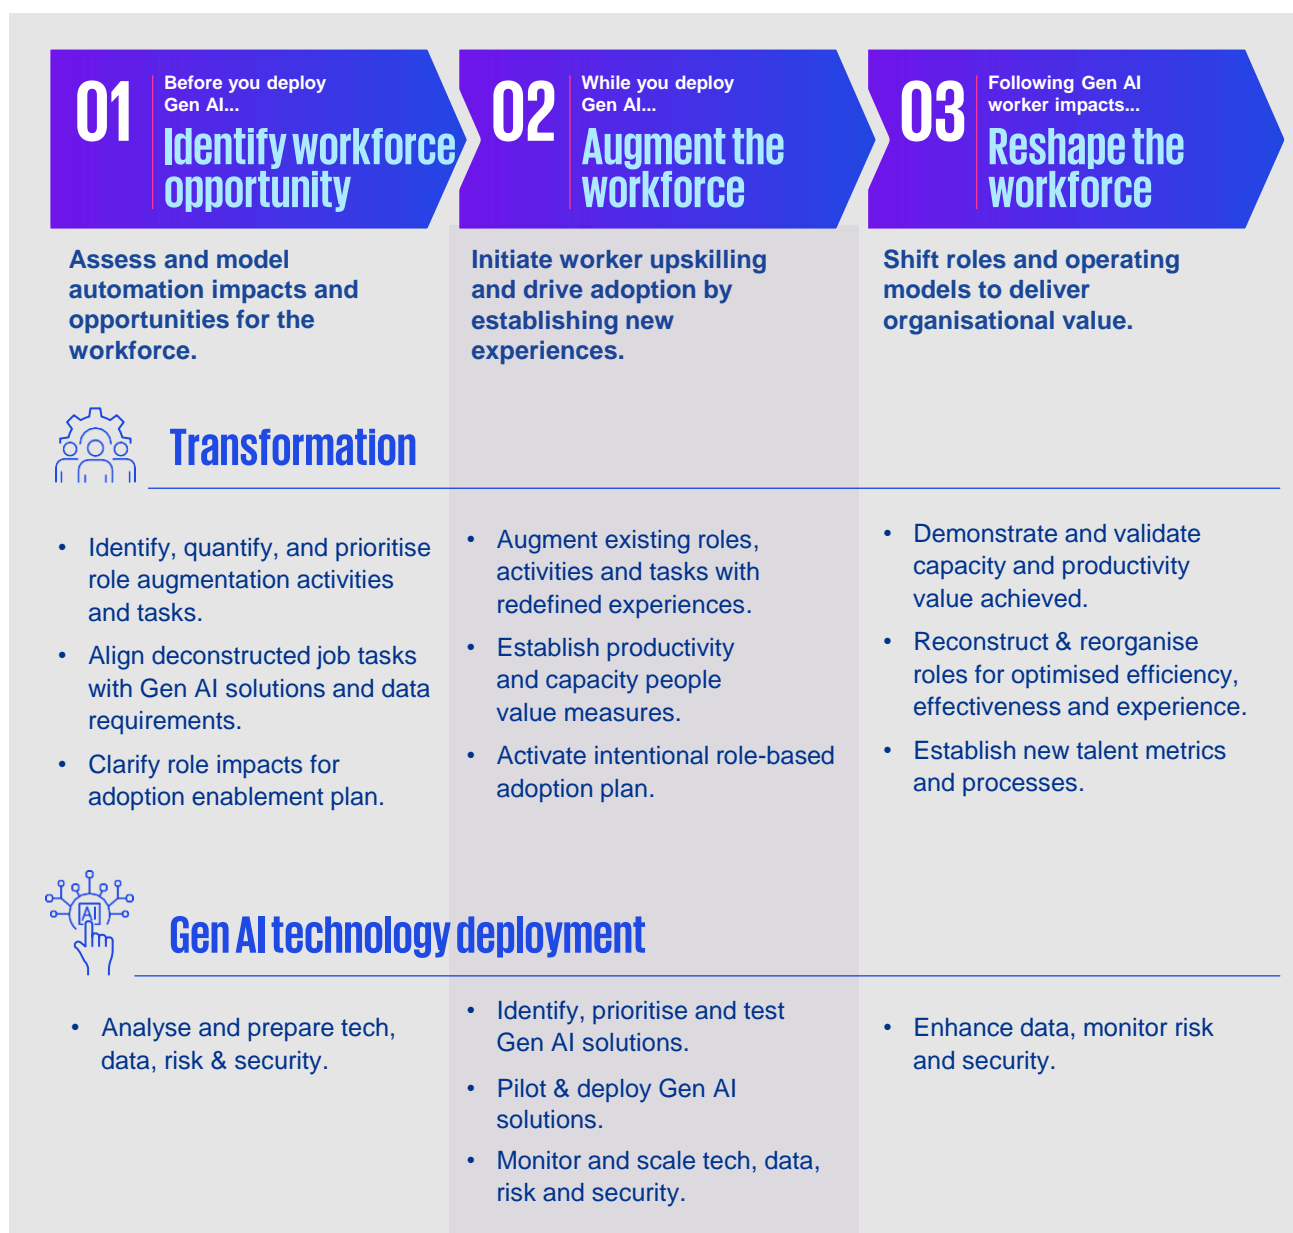 01
Before you deploy
Gen AI...
Identify workforce
opportunity
02
While you deploy
Gen AI...
Augment the
workforce
03
Following Gen AI
worker impacts...
Reshape the
workforce
Assess and model
automation impacts and
opportunities for the
workforce.
Initiate worker upskilling
and drive adoption by
establishing new
experiences.
Shift roles and operating
models to deliver
organisational value.
Transformation
• Identify, quantify, and prioritise
role augmentation activities
and tasks.
• Align deconstructed job tasks
with Gen AI solutions and data
requirements.
• Clarify role impacts for
adoption enablement plan.
• Augment existing roles,
activities and tasks with
redefined experiences.
• Establish productivity
and capacity people
value measures.
• Activate intentional role-based
adoption plan.
• Demonstrate and validate
capacity and productivity
value achieved.
• Reconstruct & reorganise
roles for optimised efficiency,
effectiveness and experience.
• Establish new talent metrics
and processes.
AI
Gen AI technology deployment
• Analyse and prepare tech,
data, risk & security.
• Identify, prioritise and test
Gen AI solutions.
• Pilot & deploy Gen AI
solutions.
• Monitor and scale tech, data,
risk and security.
• Enhance data, monitor risk
and security.